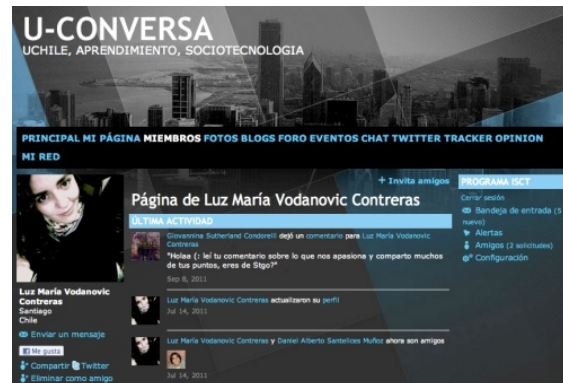 U-CONVERSA
UCHILE, APRENDIMIENTO, SOCIOTECNOLOGIA
PRINCIPAL MI PÁGINA MIEMBROS FOTOS BLOGS FORO EVENTOS CHAT TWITTER TRACKER OPINION
MI RED
+ Invita amigos
Página de Luz María Vodanovic Contreras
ÚLTIMA ACTIVIDAD
Giovannina Sutherland Condorelli dejó un comentario para Luz María Vodanovic
Contreras
"Holaa (: leí tu comentario sobre lo que nos apasiona y comparto muchos
de tus puntos, eres de Stgo?"
Sep 8, 2011
Luz María Vodanovic Contreras actualizaron su perfil
Jul 14, 2011
Luz María Vodanovic Contreras y Daniel Alberto Santelices Muñoz ahora son amigos
Jul 14, 2011
Luz María Vodanovic
Contreras
Santiago
Chile
Enviar un mensaje
Me gusta
Compartir Twitter
Eliminar como amigo
PROGRAMA ISCT
Cerrar sesión
Bandeja de entrada (5
nuevo)
Alertas
Amigos (2 solicitudes)
Configuración